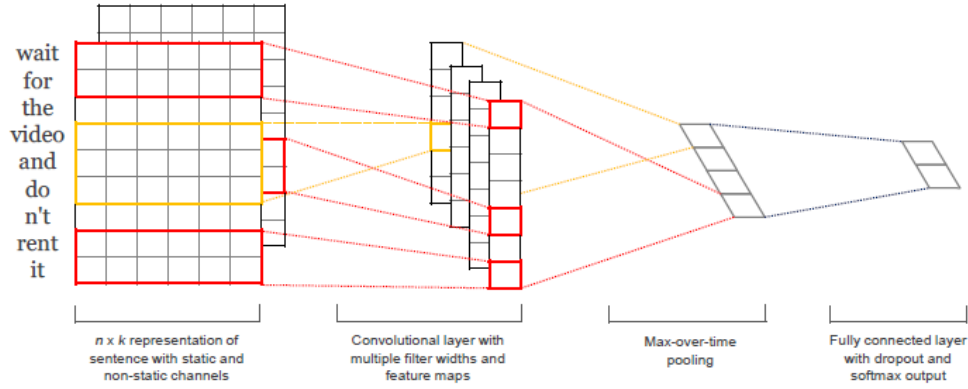 wait
for
the
video
and
do
n't
rent
it
n x k representation of
sentence with static and
non-static channels
Convolutional layer with
multiple filter widths and
feature maps
Max-over-time
pooling
Fully connected layer
with dropout and
softmax output